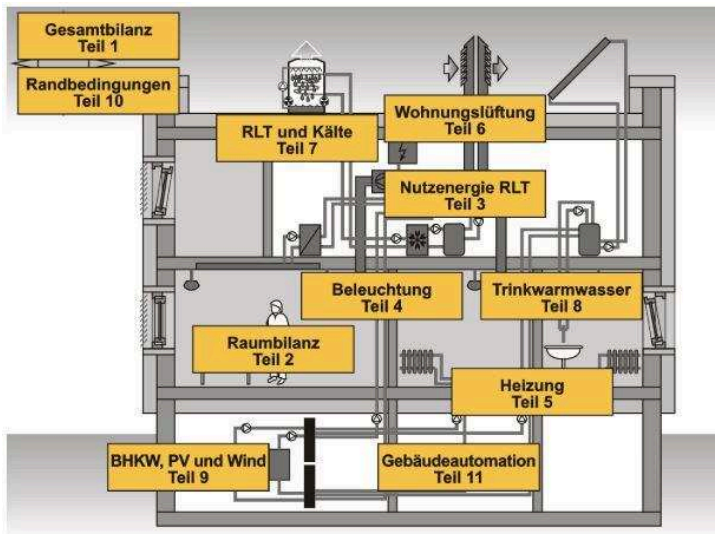 Gesamtbilanz
Teil 1
Randbedingungen
Teil 10
RLT und Kälte
Teil 7
Wohnungslüftung
Teil 6
Nutzenergie RLT
Teil 3
Beleuchtung
Teil 4
Trinkwarmwasser
Teil 8
Raumbilanz
Teil 2
Heizung
Teil 5
BHKW, PV und Wind
Teil 9
Gebäudeautomation
Teil 11